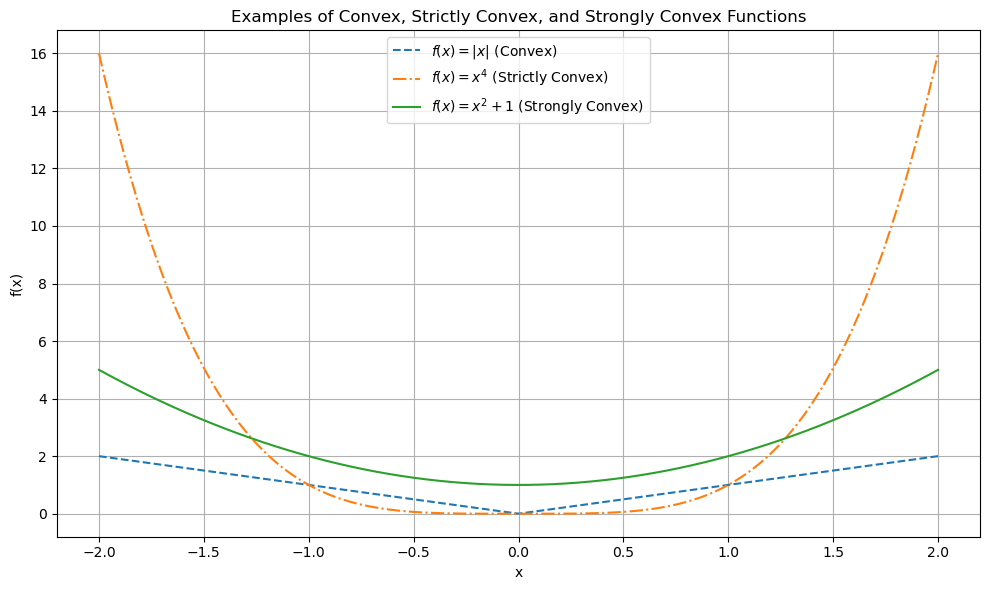 Examples of Convex, Strictly Convex, and Strongly Convex Functions
f(x) = |x| (Convex)
f(x) = x⁴ (Strictly Convex)
f(x) = x² + 1 (Strongly Convex)
16
14
12
10
8
6
4
2
0
f(x)
−2.0 −1.5 −1.0 −0.5 0.0 0.5 1.0 1.5 2.0
x